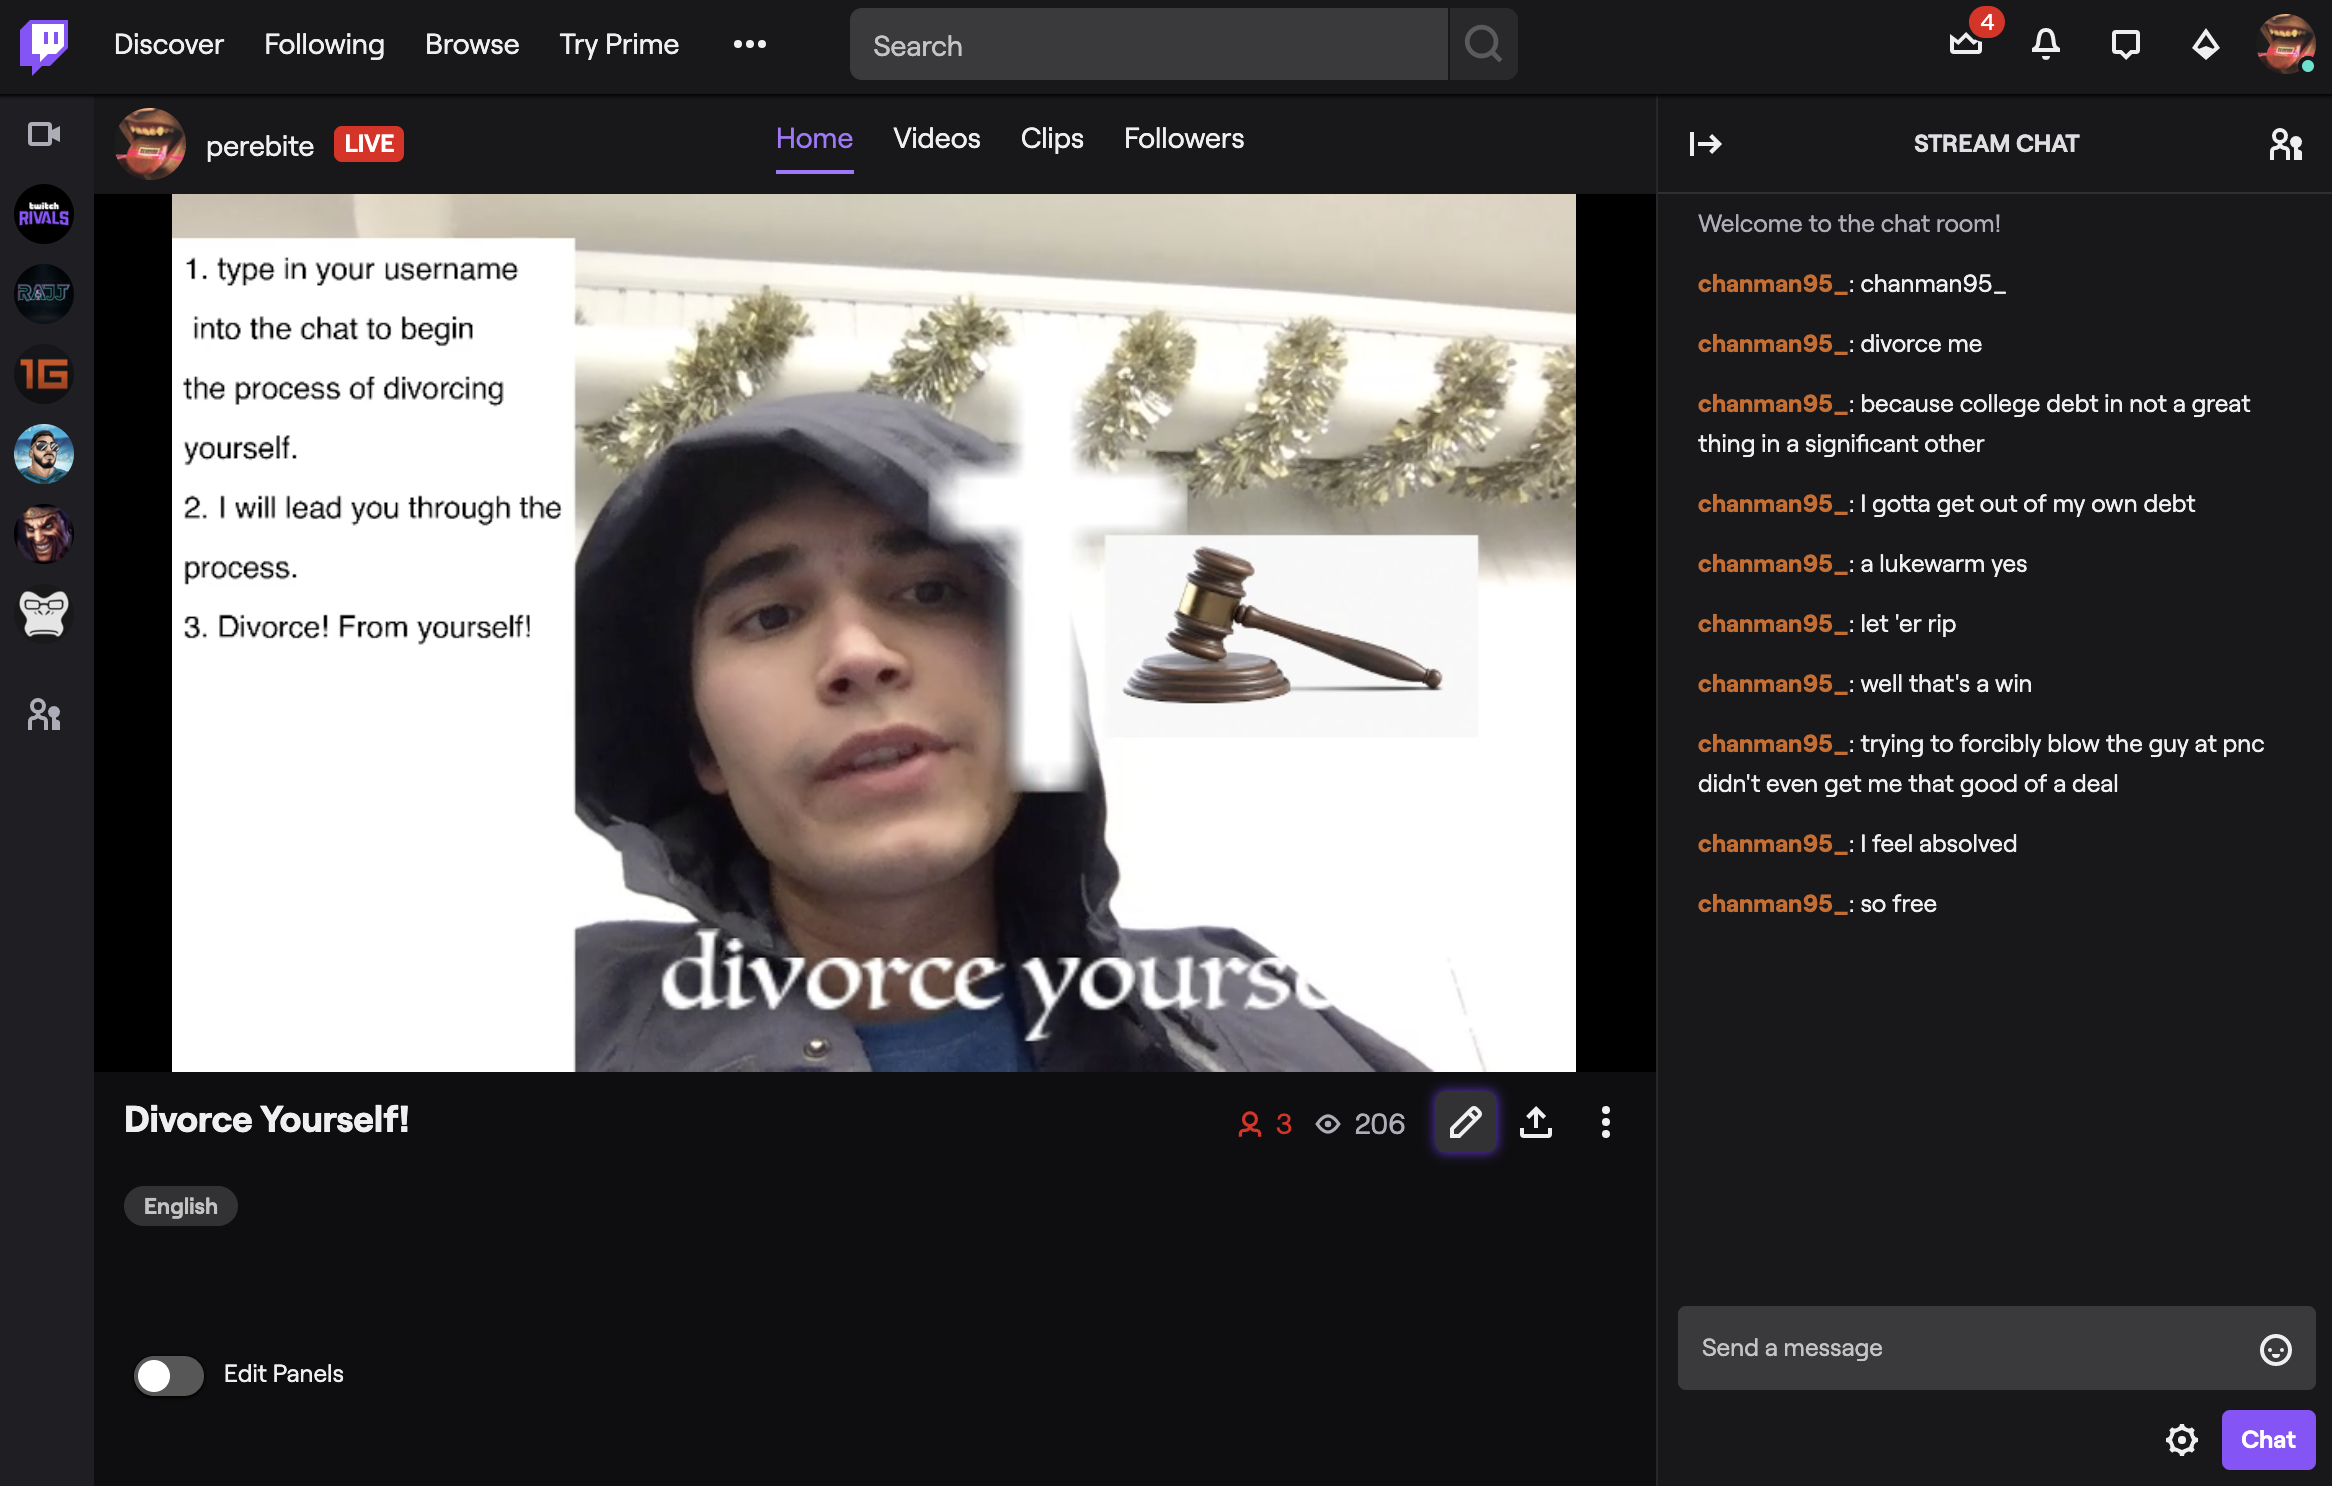 Discover Following Browse Try Prime
Search
4
perebite LIVE
Home Videos Clips Followers
STREAM CHAT
twitch
RIVALS
RAJJ
1G
1. type in your username
into the chat to begin
the process of divorcing
yourself.
2. I will lead you through the
process.
3. Divorce! From yourself!
divorce yourse
Divorce Yourself!
3 206
English
Edit Panels
Welcome to the chat room!
chanman95_: chanman95_
chanman95_: divorce me
chanman95_: because college debt in not a great
thing in a significant other
chanman95_: I gotta get out of my own debt
chanman95_: a lukewarm yes
chanman95_: let 'er rip
chanman95_: well that's a win
chanman95_: trying to forcibly blow the guy at pnc
didn't even get me that good of a deal
chanman95_: I feel absolved
chanman95_: so free
Send a message
Chat